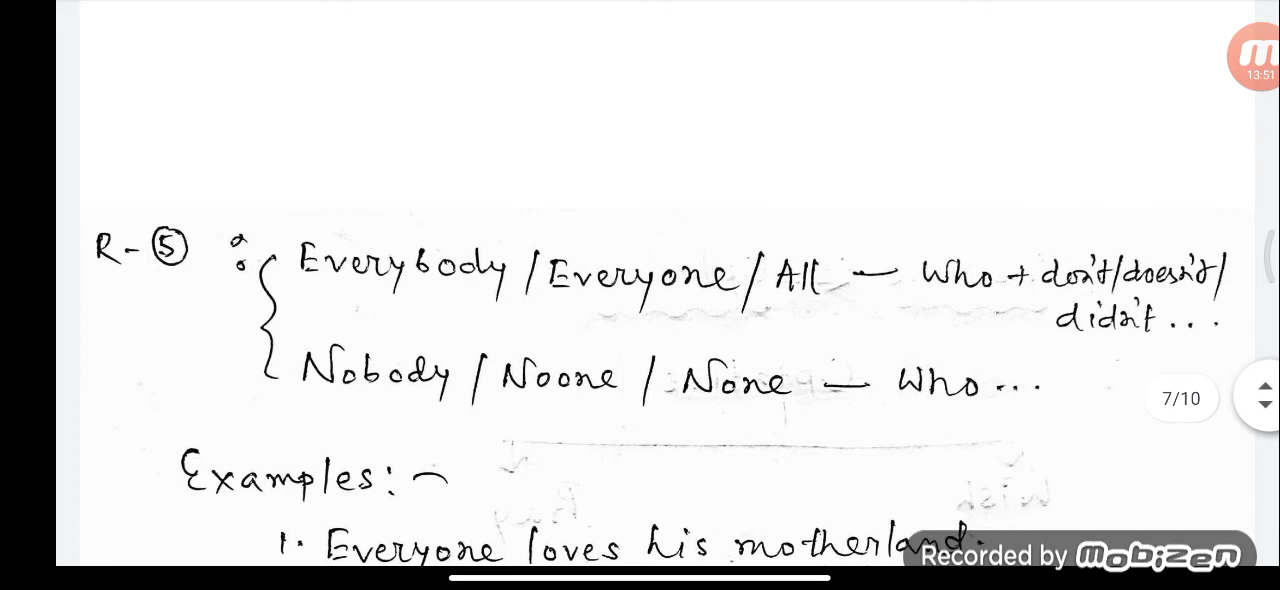 m
13:51
R-⑤ : { Everybody / Everyone / All — Who + don't/doesn't/
didn't ...
Nobody / Noone / None — Who ...
7/10
Examples:-
1. Everyone loves his motherland.
Recorded by mobizen